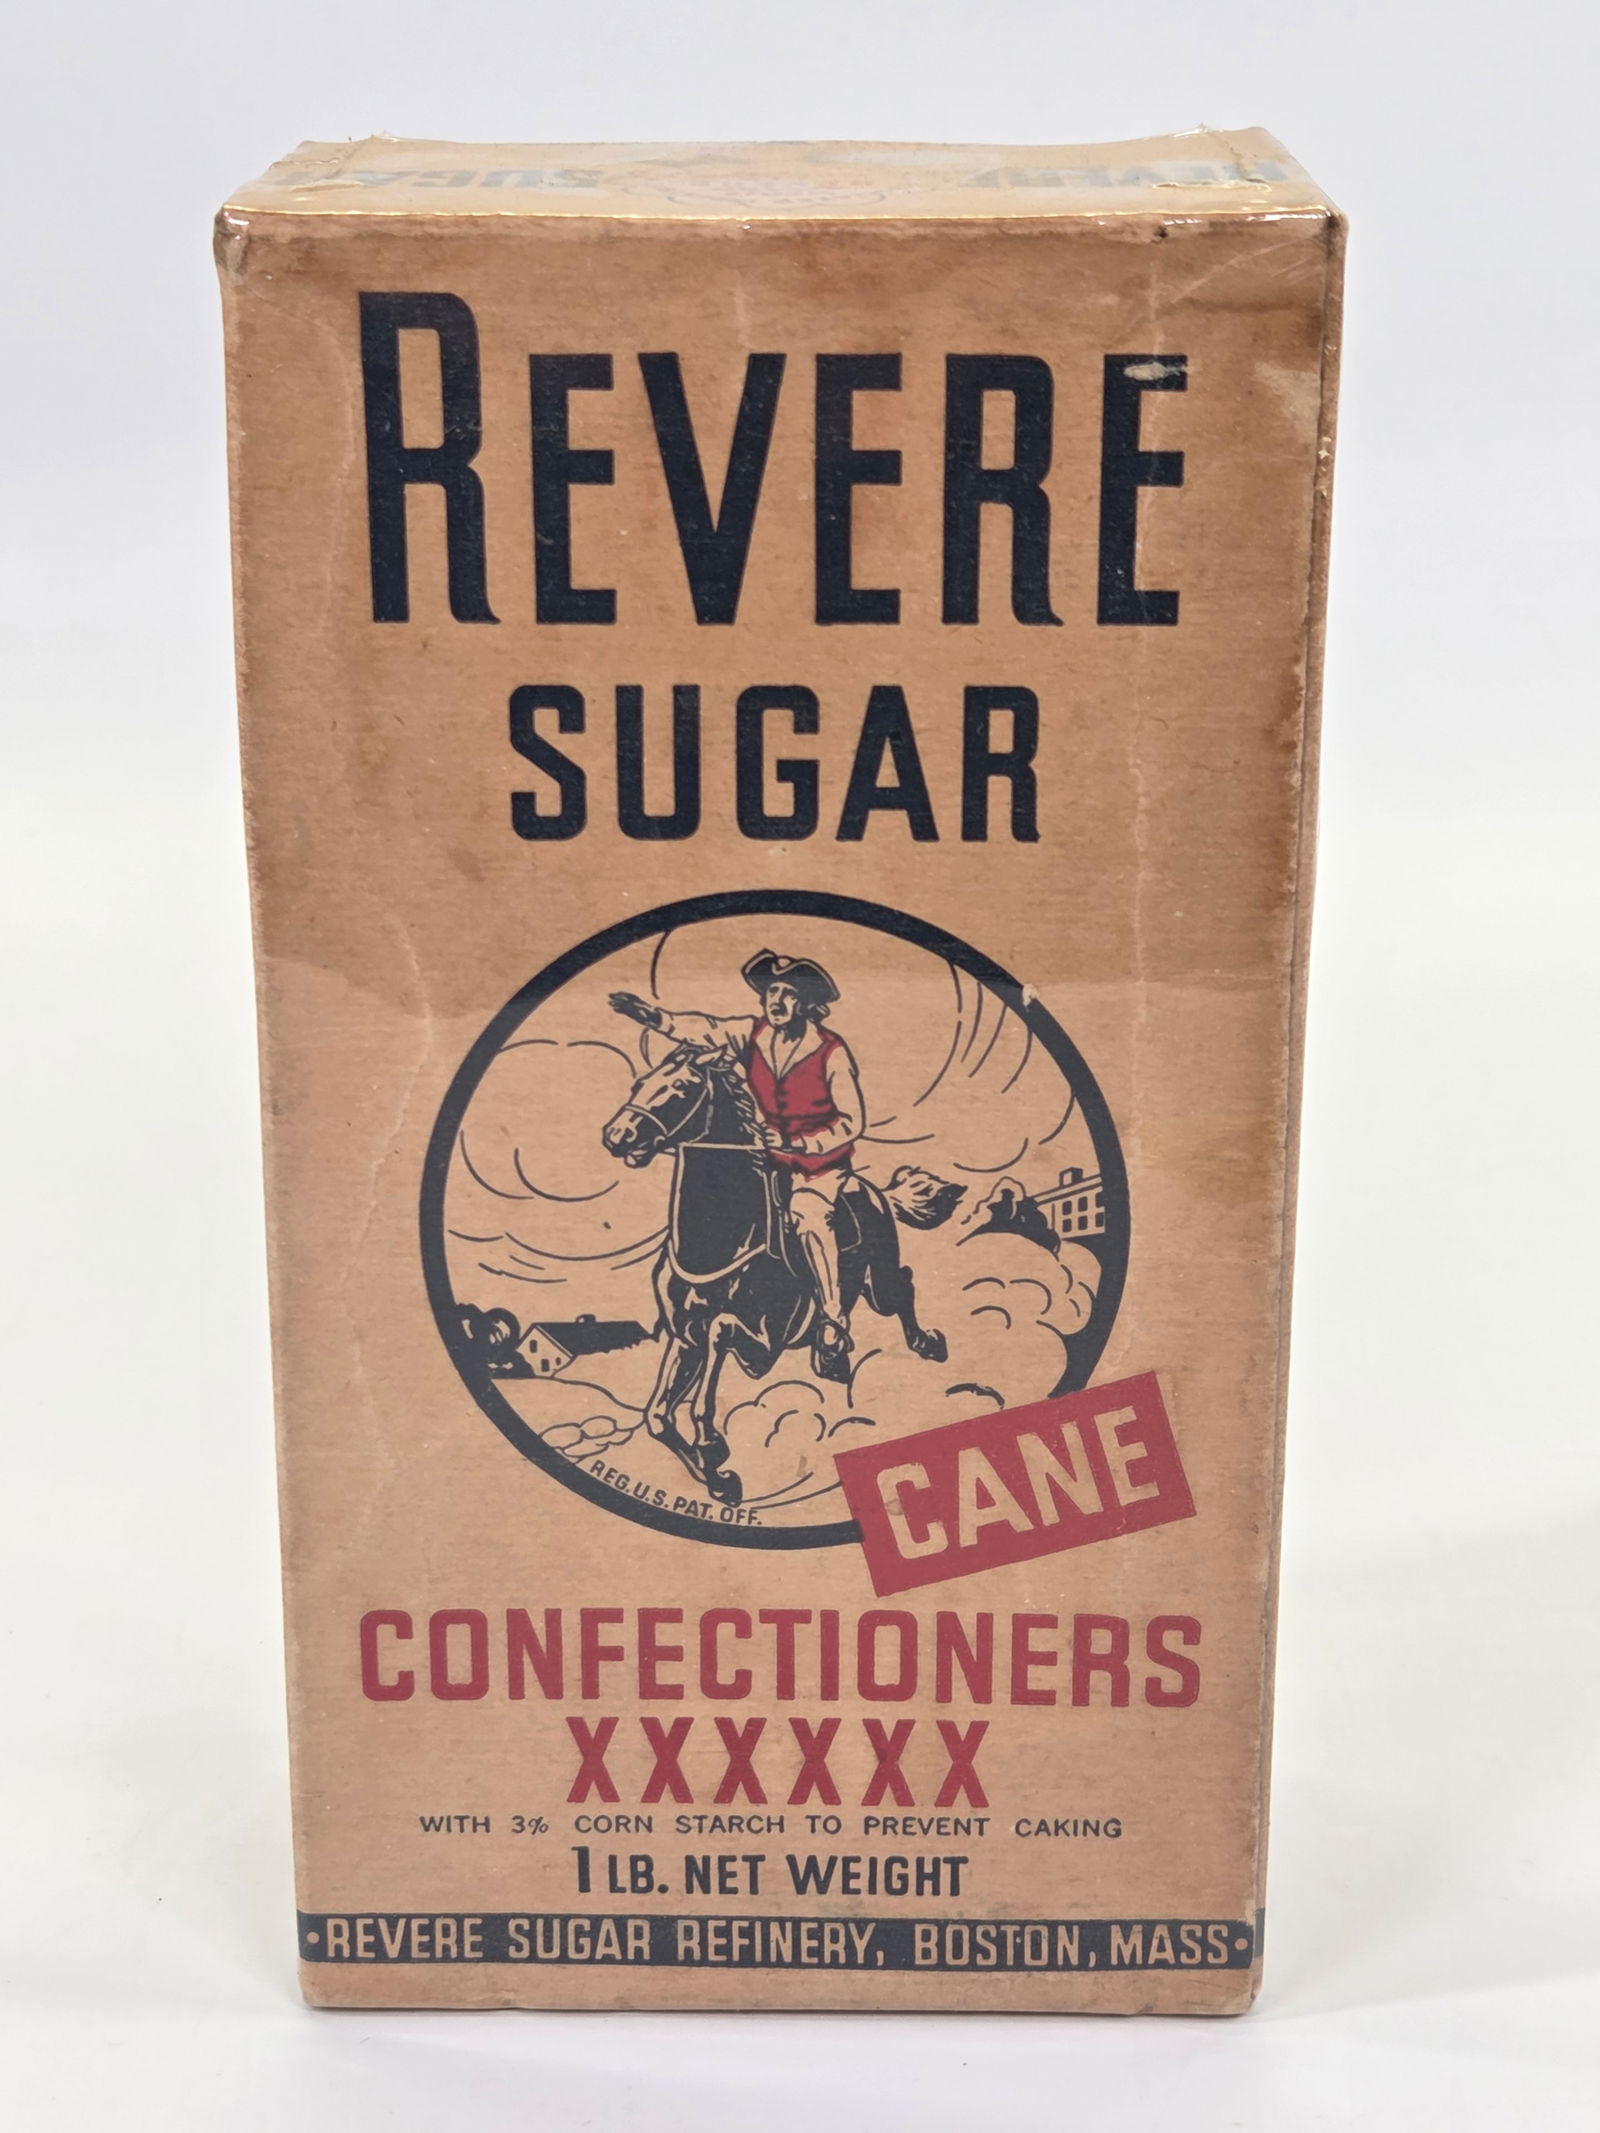 REVERE
SUGAR
REG. U.S. PAT. OFF.
CANE
CONFECTIONERS
XXXXXX
WITH 3% CORN STARCH TO PREVENT CAKING
1 LB. NET WEIGHT
·REVERE SUGAR REFINERY, BOSTON, MASS·